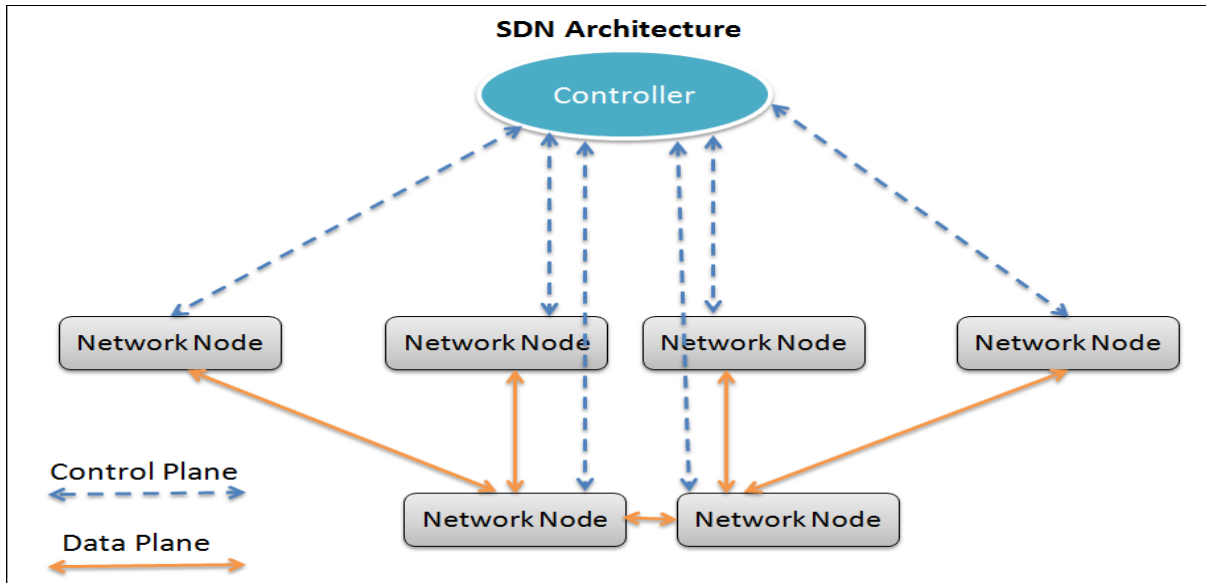 SDN Architecture
Controller
Network Node
Network Node
Network Node
Network Node
Control Plane
Data Plane
Network Node
Network Node